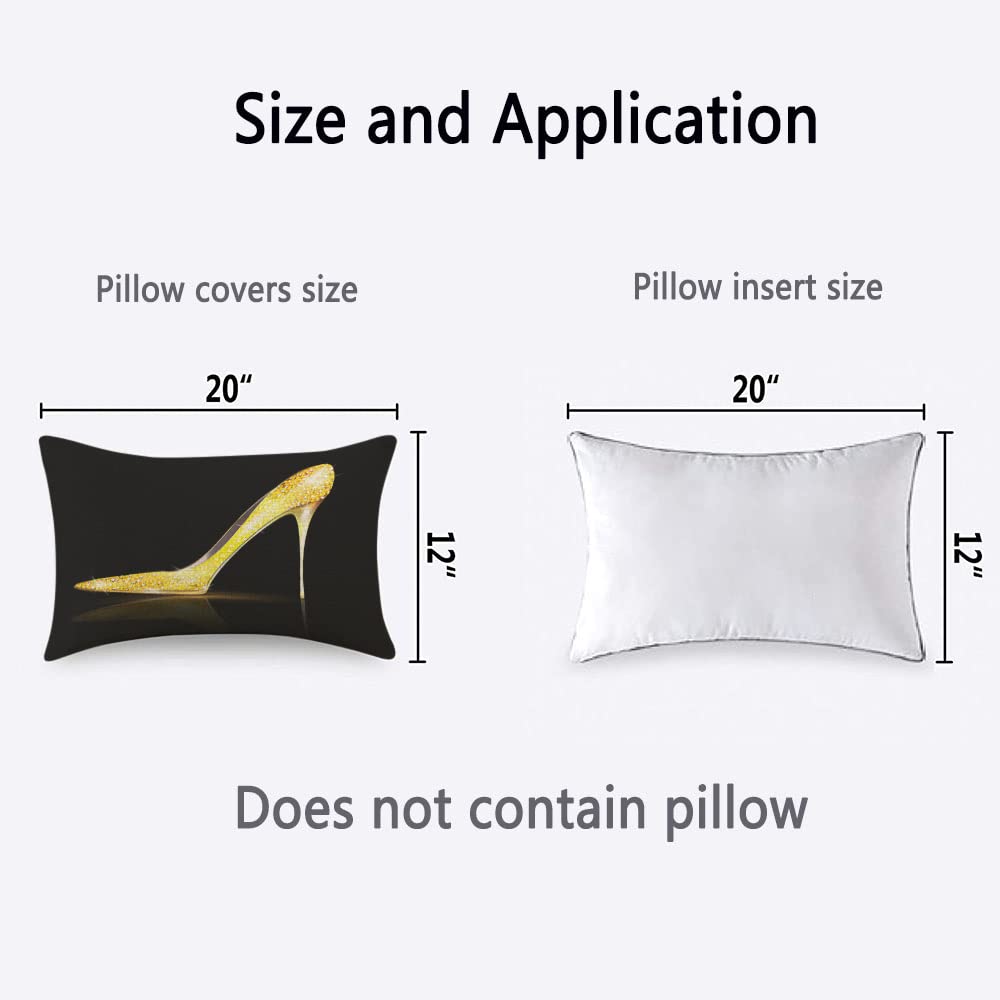 Size and Application
Pillow covers size
Pillow insert size
20“
20“
12“
12“
Does not contain pillow